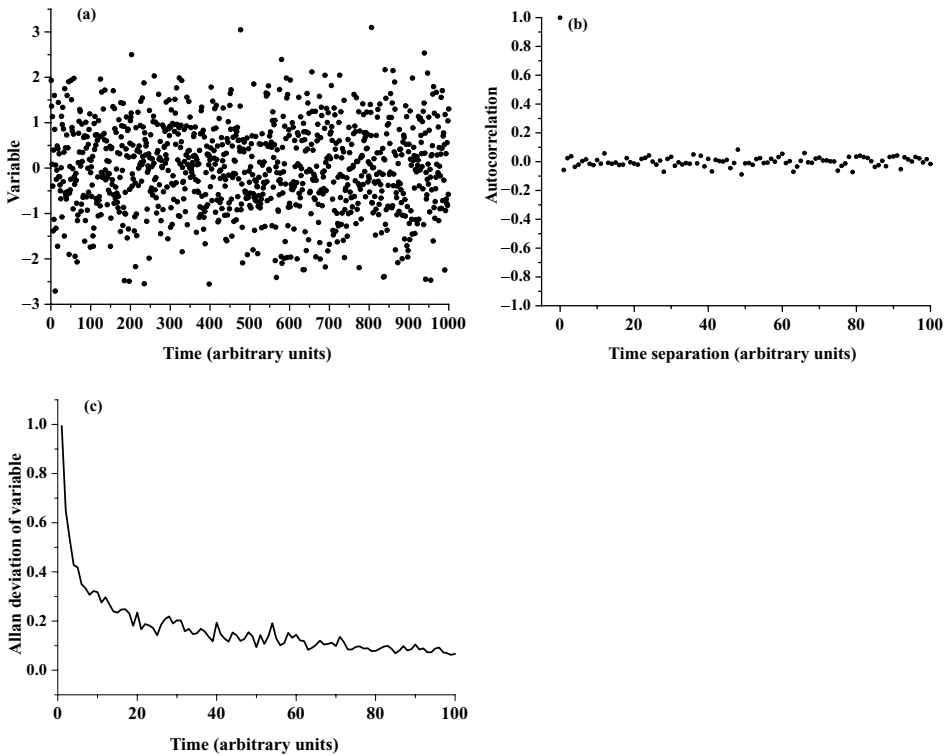 (a)
3
2
1
0
−1
−2
−3
Variable
0 100 200 300 400 500 600 700 800 900 1000
Time (arbitrary units)
(b)
1.0
0.8
0.6
0.4
0.2
0.0
−0.2
−0.4
−0.6
−0.8
−1.0
Autocorrelation
0 20 40 60 80 100
Time separation (arbitrary units)
(c)
1.0
0.8
0.6
0.4
0.2
0.0
Allan deviation of variable
0 20 40 60 80 100
Time (arbitrary units)